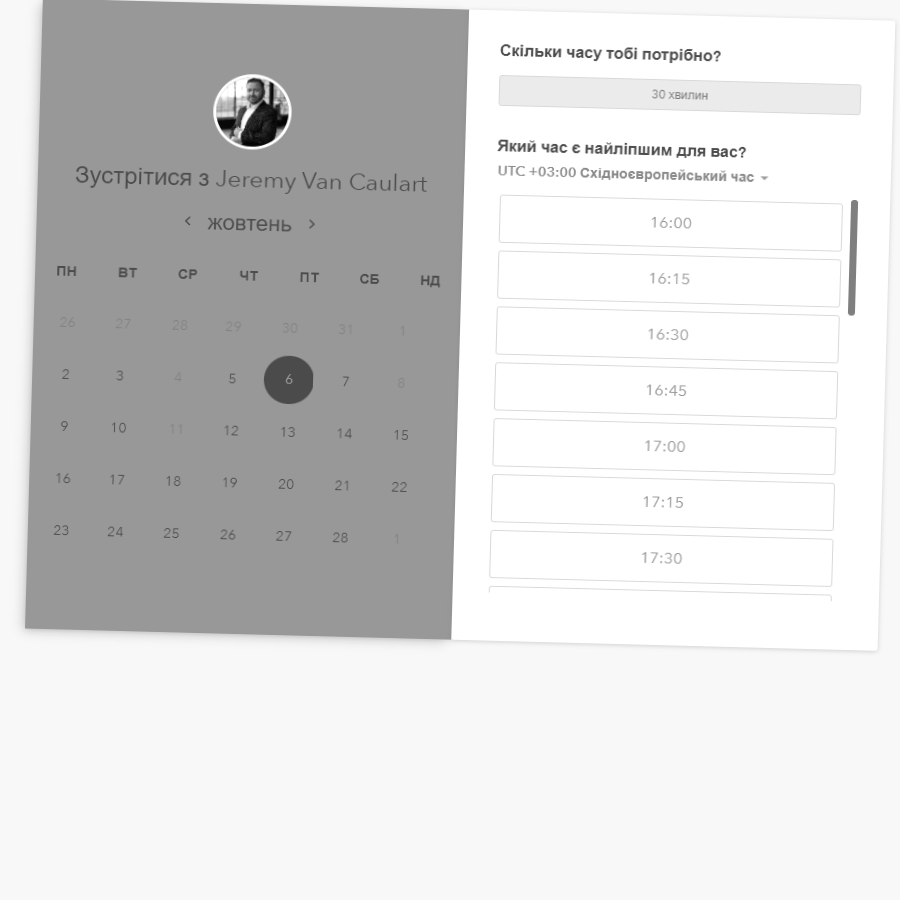 Зустрітися з Jeremy Van Caulart
жовтень
ПН ВТ СР ЧТ ПТ СБ НД
26 27 28 29 30 31 1
2 3 4 5 6 7 8
9 10 11 12 13 14 15
16 17 18 19 20 21 22
23 24 25 26 27 28 1
Скільки часу тобі потрібно?
30 хвилин
Який час є найліпшим для вас?
UTC +03:00 Східноєвропейський час
16:00
16:15
16:30
16:45
17:00
17:15
17:30